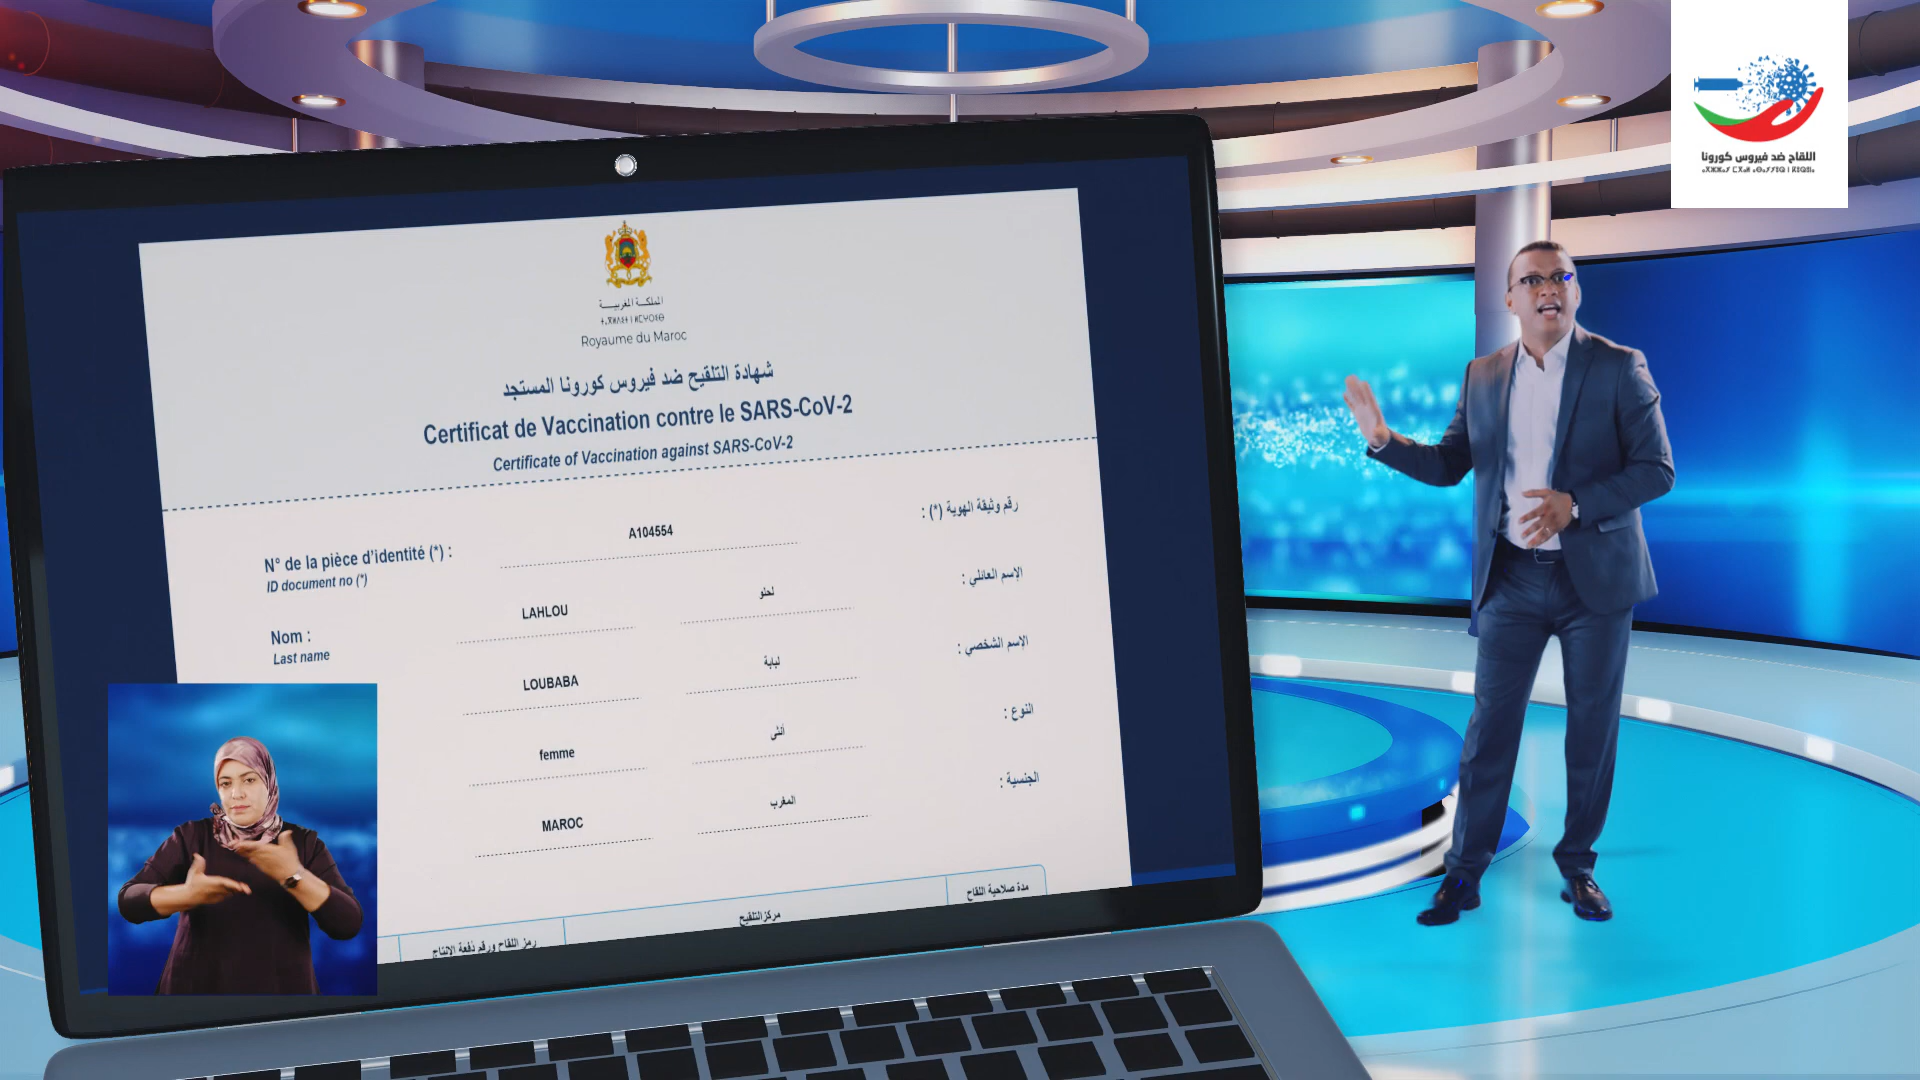 اللقاح ضد فيروس كورونا
المملكة المغربية
ⵜⴰⴳⵍⴷⵉⵜ ⵏ ⵍⵎⵖⵔⵉⴱ
Royaume du Maroc
شهادة التلقيح ضد فيروس كورونا المستجد
Certificat de Vaccination contre le SARS-CoV-2
Certificate of Vaccination against SARS-CoV-2
N° de la pièce d'identité (*) : A104554 رقم وثيقة الهوية (*) :
ID document no (*)
Nom : LAHLOU لحلو الإسم العائلي :
Last name
LOUBABA لبابة الإسم الشخصي :
femme أنثى النوع :
MAROC المغرب الجنسية :
رمز اللقاح ورقم دفعة الإنتاج مركز التلقيح مدة صلاحية اللقاح